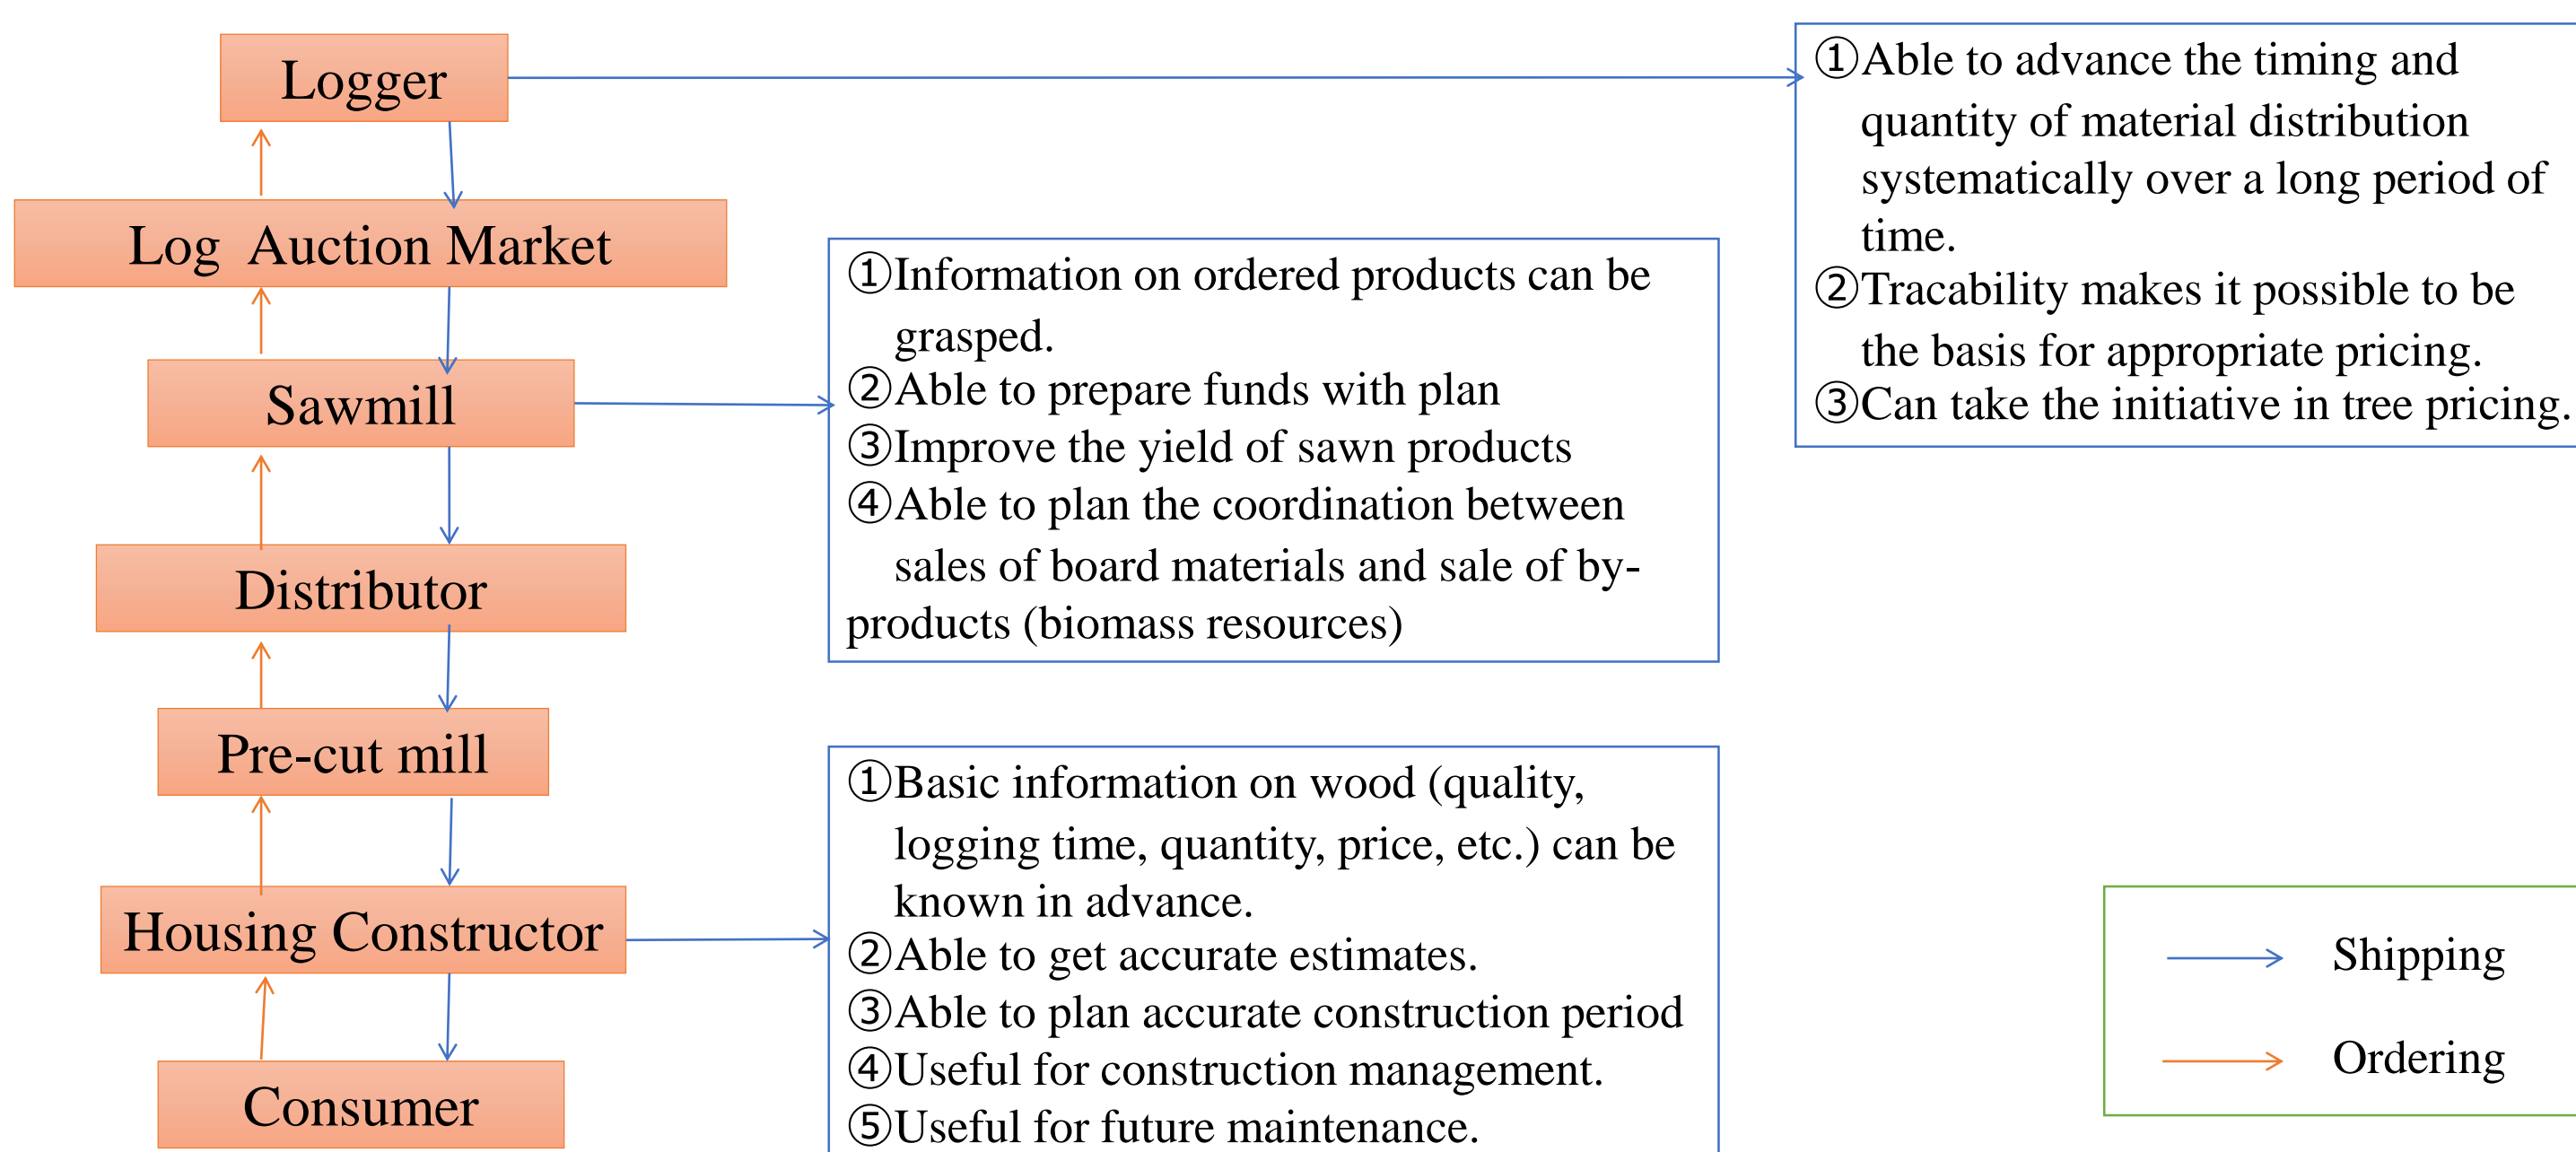 Logger
Log Auction Market
Sawmill
Distributor
Pre-cut mill
Housing Constructor
Consumer
①Able to advance the timing and
quantity of material distribution
systematically over a long period of
time.
②Tracability makes it possible to be
the basis for appropriate pricing.
③Can take the initiative in tree pricing.
①Information on ordered products can be
grasped.
②Able to prepare funds with plan
③Improve the yield of sawn products
④Able to plan the coordination between
sales of board materials and sale of by-
products (biomass resources)
①Basic information on wood (quality,
logging time, quantity, price, etc.) can be
known in advance.
②Able to get accurate estimates.
③Able to plan accurate construction period
④Useful for construction management.
⑤Useful for future maintenance.
Shipping
Ordering